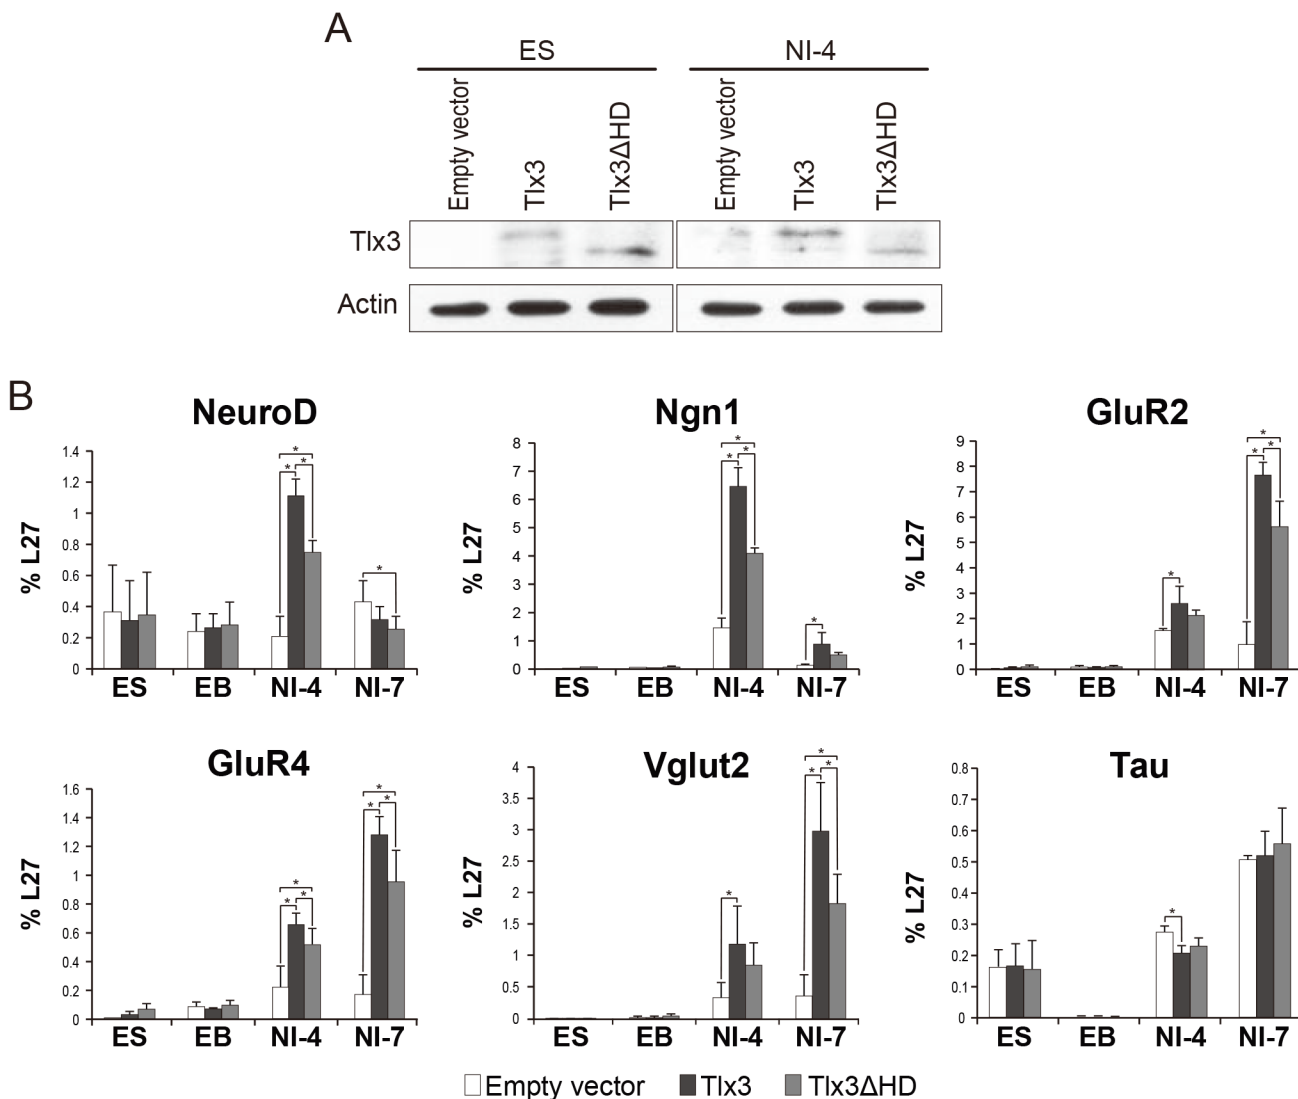 A
ES NI-4
Empty vector Tlx3 Tlx3ΔHD Empty vector Tlx3 Tlx3ΔHD
Tlx3
Actin
B
NeuroD Ngn1 GluR2
% L27 1.4 1.2 1 0.8 0.6 0.4 0.2 0 * * * *
% L27 8 7 6 5 4 3 2 1 0 * * * *
% L27 9 8 7 6 5 4 3 2 1 0 * * * *
ES EB NI-4 NI-7 ES EB NI-4 NI-7 ES EB NI-4 NI-7
GluR4 Vglut2 Tau
% L27 1.6 1.4 1.2 1 0.8 0.6 0.4 0.2 0 * * * * * *
% L27 4 3.5 3 2.5 2 1.5 1 0.5 0 * * * *
% L27 0.8 0.7 0.6 0.5 0.4 0.3 0.2 0.1 0 *
ES EB NI-4 NI-7 ES EB NI-4 NI-7 ES EB NI-4 NI-7
Empty vector Tlx3 Tlx3ΔHD